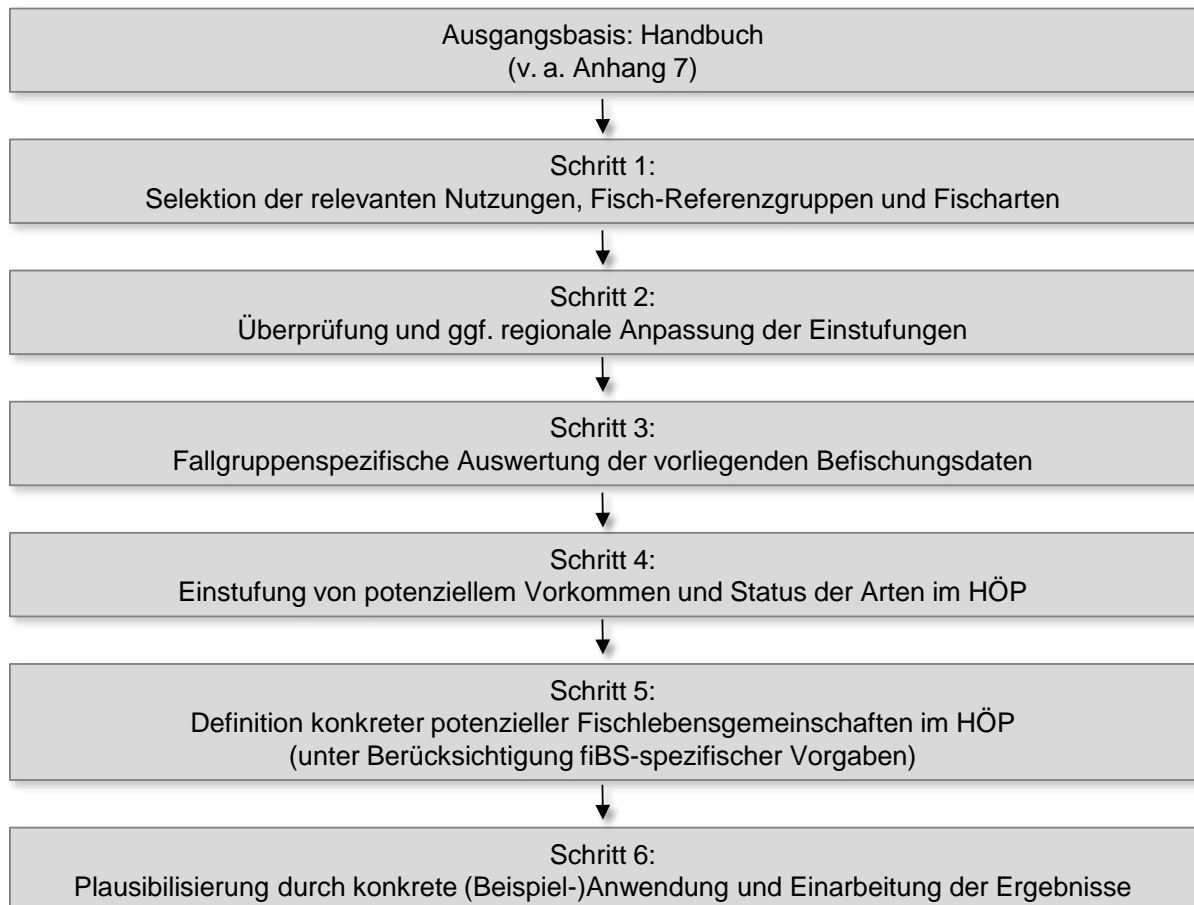 Ausgangsbasis: Handbuch
(v. a. Anhang 7)
Schritt 1:
Selektion der relevanten Nutzungen, Fisch-Referenzgruppen und Fischarten
Schritt 2:
Überprüfung und ggf. regionale Anpassung der Einstufungen
Schritt 3:
Fallgruppenspezifische Auswertung der vorliegenden Befischungsdaten
Schritt 4:
Einstufung von potenziellem Vorkommen und Status der Arten im HÖP
Schritt 5:
Definition konkreter potenzieller Fischlebensgemeinschaften im HÖP
(unter Berücksichtigung fiBS-spezifischer Vorgaben)
Schritt 6:
Plausibilisierung durch konkrete (Beispiel-)Anwendung und Einarbeitung der Ergebnisse